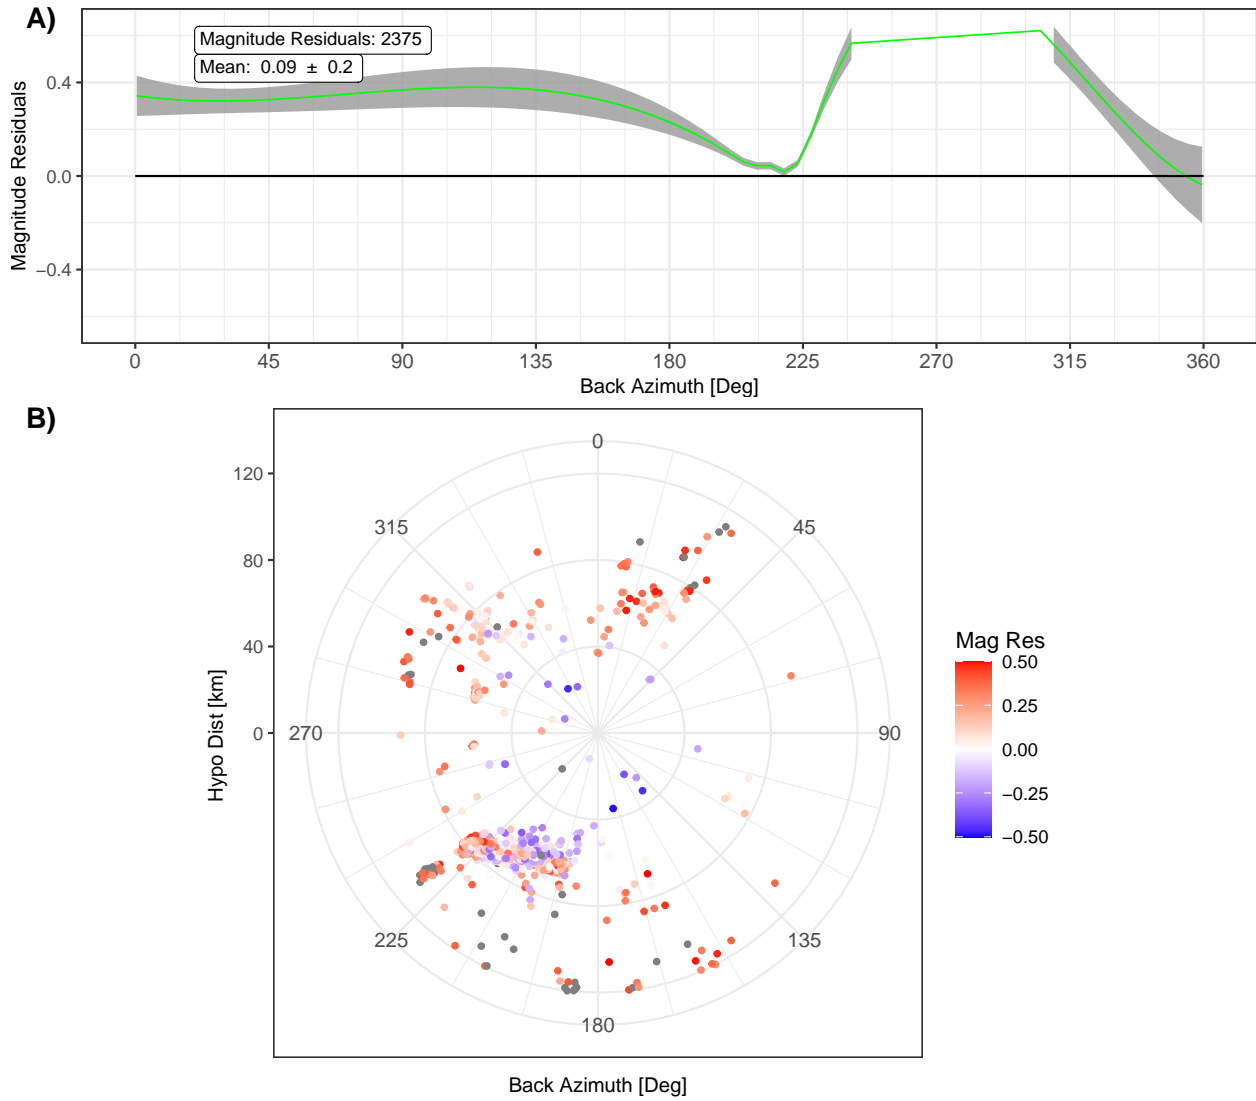 A)
Magnitude Residuals: 2375
Mean: 0.09 ± 0.2
0.4
0.0
−0.4
Magnitude Residuals
0 45 90 135 180 225 270 315 360
Back Azimuth [Deg]
B)
0
45
90
135
180
225
270
315
120
80
40
0
Hypo Dist [km]
Back Azimuth [Deg]
Mag Res
0.50
0.25
0.00
−0.25
−0.50